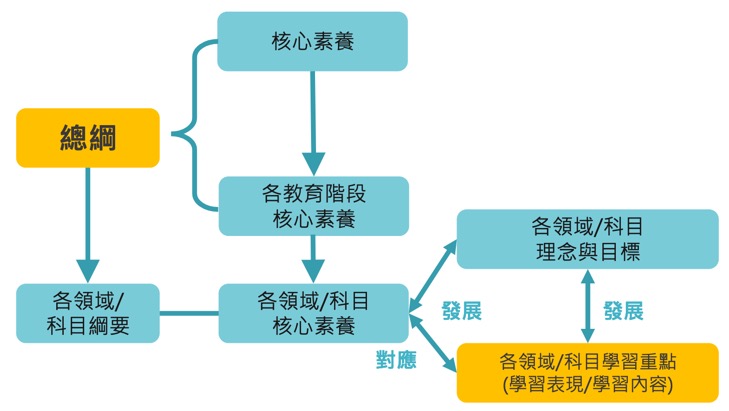 核心素養
總綱
各教育階段
核心素養
各領域/科目
理念與目標
各領域/
科目綱要
各領域/科目
核心素養
發展
發展
對應
各領域/科目學習重點
(學習表現/學習內容)